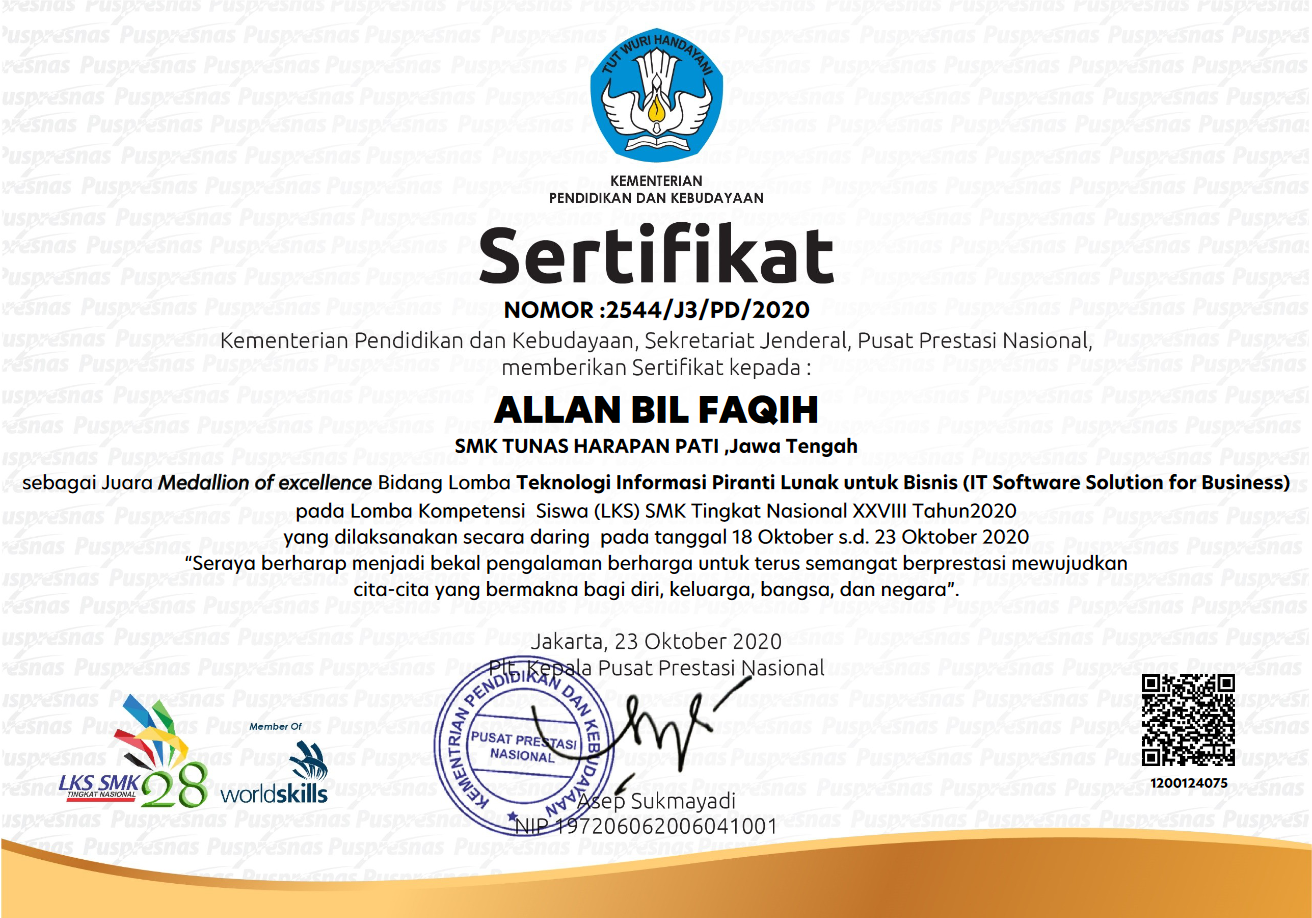 TUT WURI HANDAYANI
KEMENTERIAN
PENDIDIKAN DAN KEBUDAYAAN
Sertifikat
NOMOR :2544/J3/PD/2020
Kementerian Pendidikan dan Kebudayaan, Sekretariat Jenderal, Pusat Prestasi Nasional,
memberikan Sertifikat kepada :
ALLAN BIL FAQIH
SMK TUNAS HARAPAN PATI ,Jawa Tengah
sebagai Juara Medallion of excellence Bidang Lomba Teknologi Informasi Piranti Lunak untuk Bisnis (IT Software Solution for Business)
pada Lomba Kompetensi  Siswa (LKS) SMK Tingkat Nasional XXVIII Tahun2020
yang dilaksanakan secara daring  pada tanggal 18 Oktober s.d. 23 Oktober 2020
“Seraya berharap menjadi bekal pengalaman berharga untuk terus semangat berprestasi mewujudkan
cita-cita yang bermakna bagi diri, keluarga, bangsa, dan negara”.
Jakarta, 23 Oktober 2020
Plt. Kepala Pusat Prestasi Nasional
KEMENTRIAN PENDIDIKAN DAN KEBUDAYAAN
PUSAT PRESTASI
NASIONAL
Asep Sukmayadi
NIP 197206062006041001
LKS SMK 28
TINGKAT NASIONAL
Member Of
worldskills
1200124075
Puspresnas